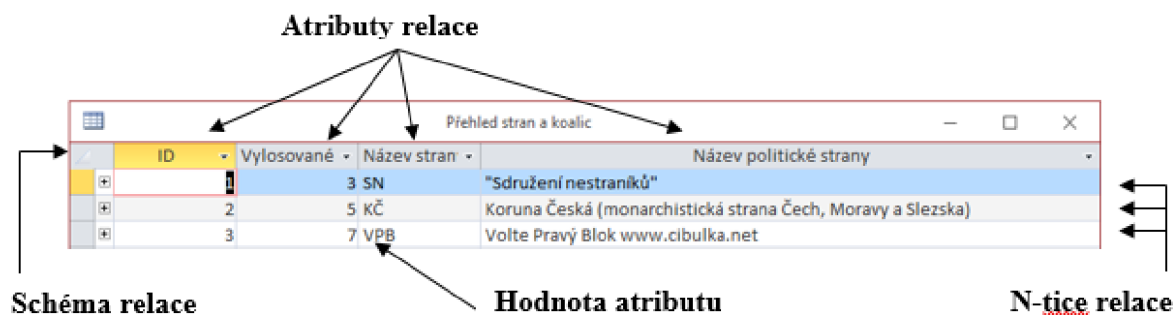 Atributy relace
Přehled stran a koalic
ID Vylosované Název stran Název politické strany
1 3 SN "Sdružení nestraníků"
2 5 KČ Koruna Česká (monarchistická strana Čech, Moravy a Slezska)
3 7 VPB Volte Pravý Blok www.cibulka.net
Schéma relace Hodnota atributu N-tice relace